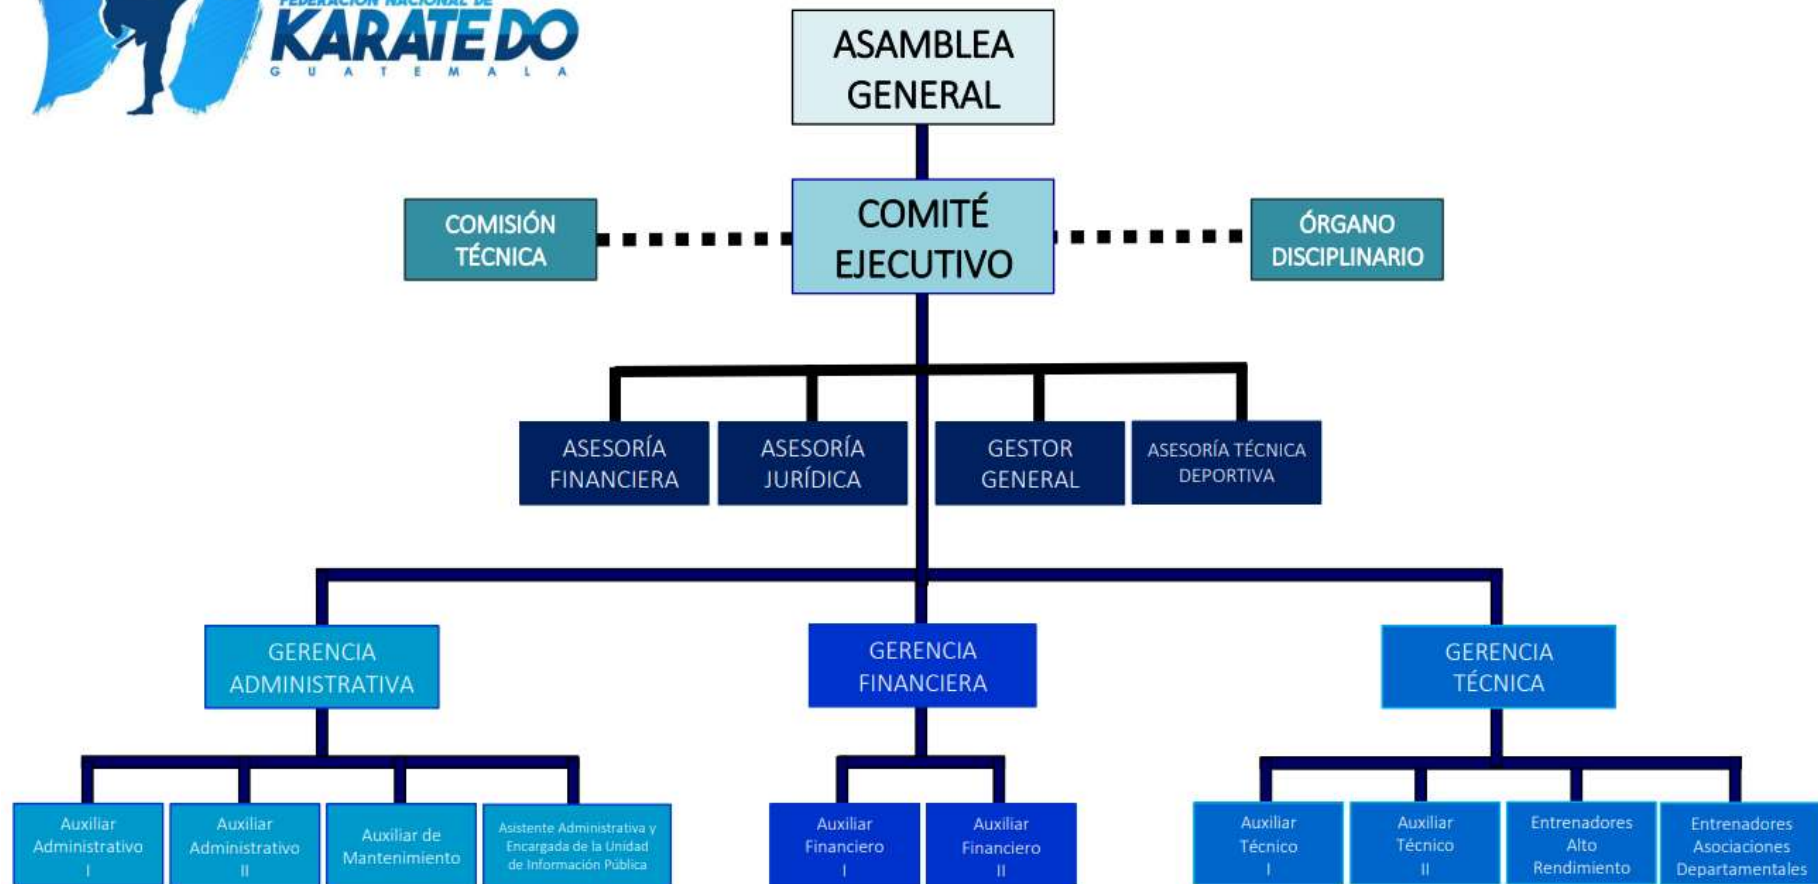 FEDERACIÓN NACIONAL DE
KARATE DO
GUATEMALA
ASAMBLEA
GENERAL
COMISIÓN
TÉCNICA
COMITÉ
EJECUTIVO
ÓRGANO
DISCIPLINARIO
ASESORÍA
FINANCIERA
ASESORÍA
JURÍDICA
GESTOR
GENERAL
ASESORÍA TÉCNICA
DEPORTIVA
GERENCIA
ADMINISTRATIVA
GERENCIA
FINANCIERA
GERENCIA
TÉCNICA
Auxiliar
Administrativo
I
Auxiliar
Administrativo
II
Auxiliar de
Mantenimiento
Asistente Administrativa y
Encargada de la Unidad
de Información Pública
Auxiliar
Financiero
I
Auxiliar
Financiero
II
Auxiliar
Técnico
I
Auxiliar
Técnico
II
Entrenadores
Alto
Rendimiento
Entrenadores
Asociaciones
Departamentales